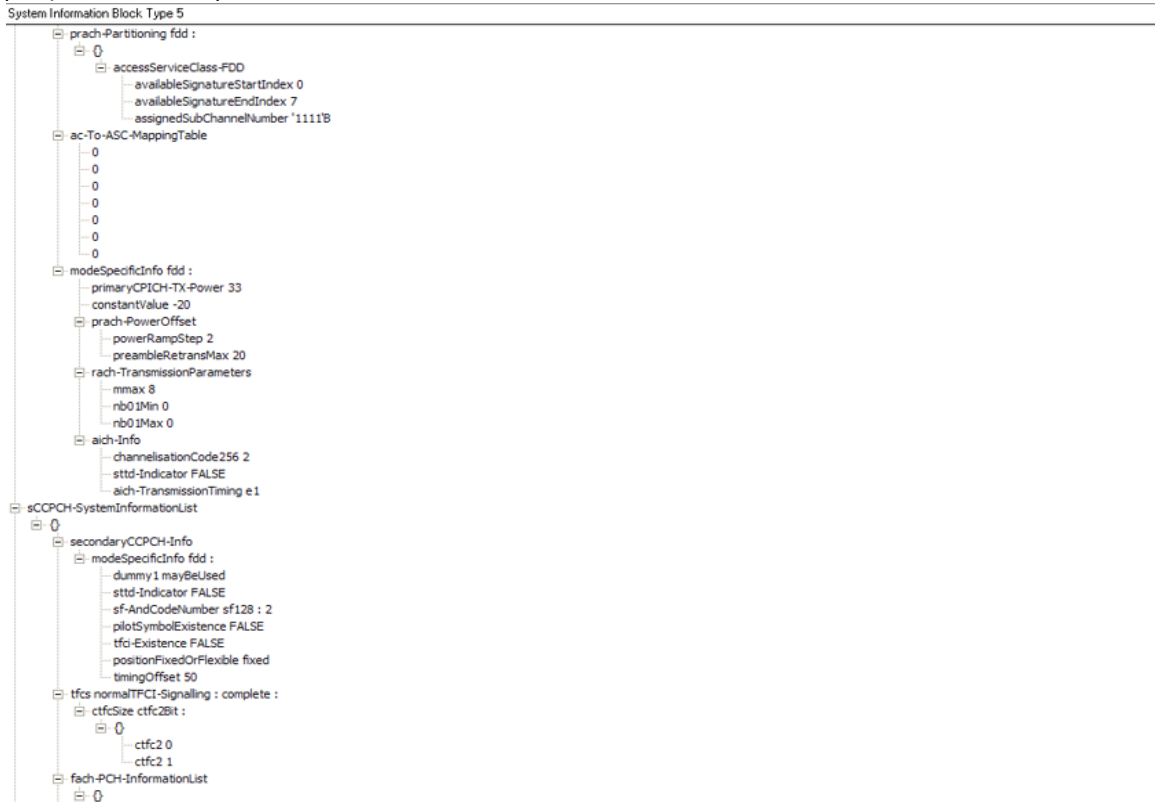 System Information Block Type 5
prach-Partitioning fdd :
{}
accessServiceClass-FDD
availableSignatureStartIndex 0
availableSignatureEndIndex 7
assignedSubChannelNumber '1111'B
ac-To-ASC-MappingTable
0
0
0
0
0
0
0
modeSpecificInfo fdd :
primaryCPICH-TX-Power 33
constantValue -20
prach-PowerOffset
powerRampStep 2
preambleRetransMax 20
rach-TransmissionParameters
mmax 8
nb01Min 0
nb01Max 0
aich-Info
channelisationCode256 2
sttd-Indicator FALSE
aich-TransmissionTiming e1
sCCPCH-SystemInformationList
{}
secondaryCCPCH-Info
modeSpecificInfo fdd :
dummy1 mayBeUsed
sttd-Indicator FALSE
sf-AndCodeNumber sf128 : 2
pilotSymbolExistence FALSE
tfci-Existence FALSE
positionFixedOrFlexible fixed
timingOffset 50
tfcs normalTFCI-Signalling : complete :
ctfcSize ctfc2Bit :
{}
ctfc2 0
ctfc2 1
fach-PCH-InformationList
{}